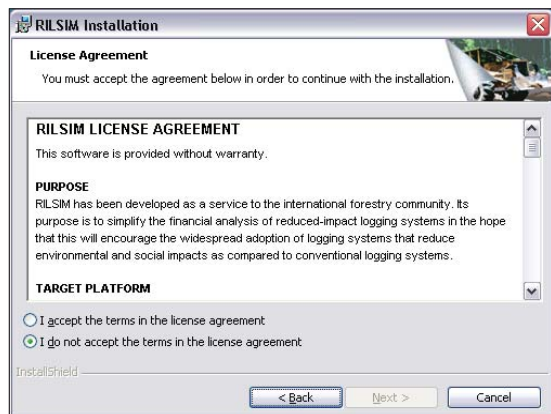 RILSIM Installation
License Agreement
You must accept the agreement below in order to continue with the installation.
RILSIM LICENSE AGREEMENT
This software is provided without warranty.
PURPOSE
RILSIM has been developed as a service to the international forestry community. Its
purpose is to simplify the financial analysis of reduced-impact logging systems in the hope
that this will encourage the widespread adoption of logging systems that reduce
environmental and social impacts as compared to conventional logging systems.
TARGET PLATFORM
I accept the terms in the license agreement
I do not accept the terms in the license agreement
InstallShield
< Back Next > Cancel